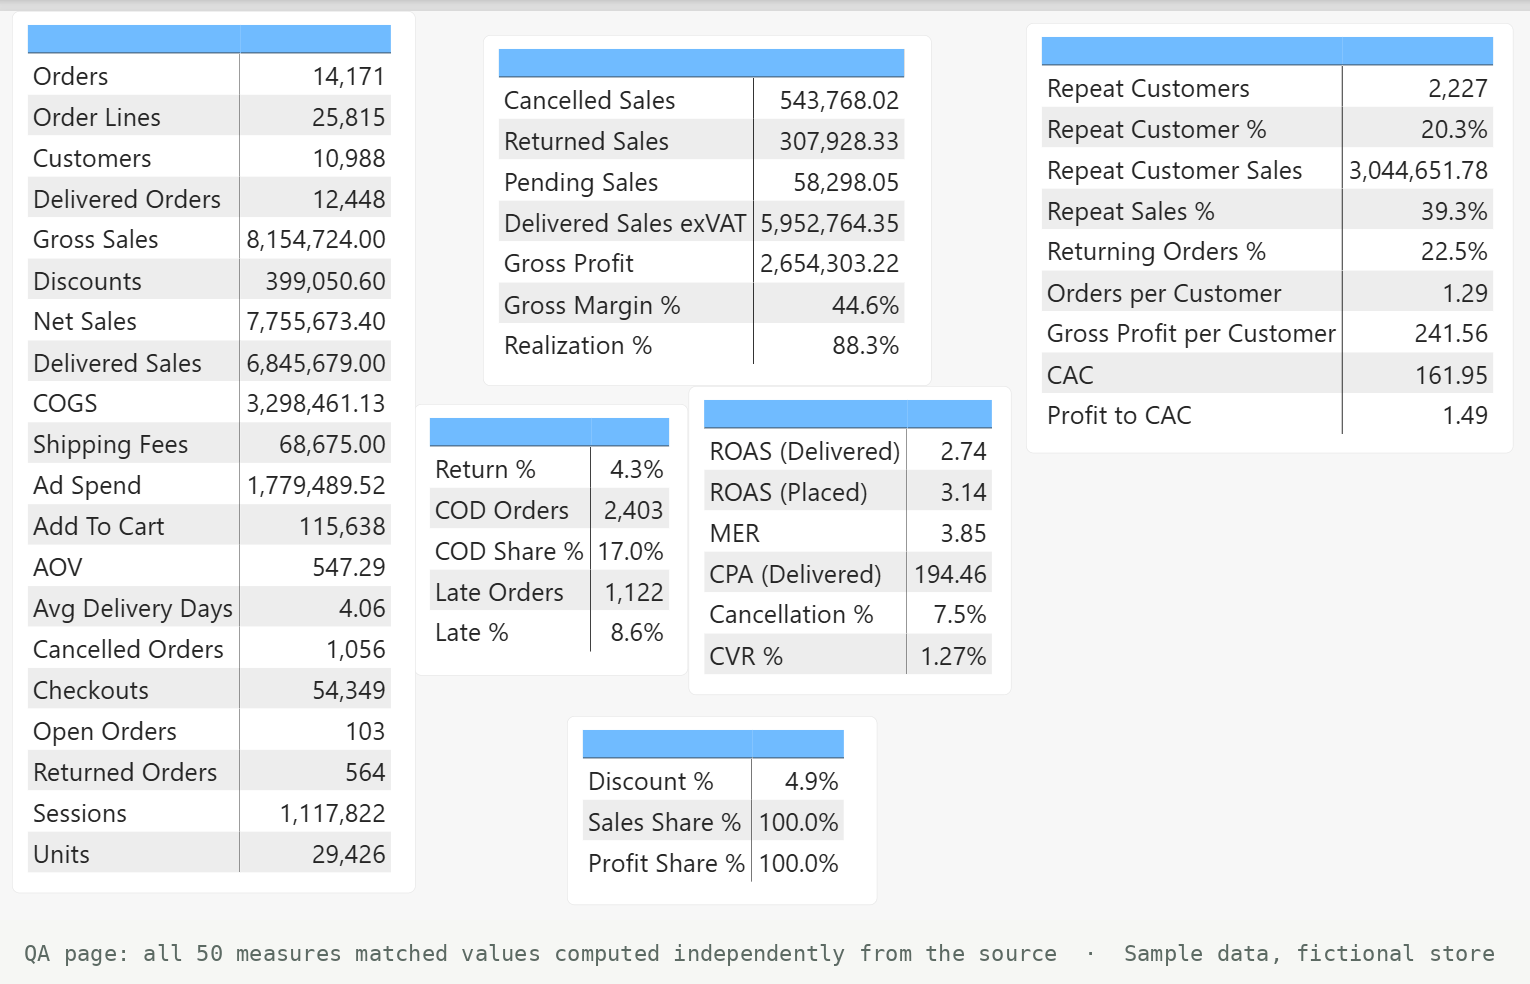 Orders 14,171
Order Lines 25,815
Customers 10,988
Delivered Orders 12,448
Gross Sales 8,154,724.00
Discounts 399,050.60
Net Sales 7,755,673.40
Delivered Sales 6,845,679.00
COGS 3,298,461.13
Shipping Fees 68,675.00
Ad Spend 1,779,489.52
Add To Cart 115,638
AOV 547.29
Avg Delivery Days 4.06
Cancelled Orders 1,056
Checkouts 54,349
Open Orders 103
Returned Orders 564
Sessions 1,117,822
Units 29,426
Cancelled Sales 543,768.02
Returned Sales 307,928.33
Pending Sales 58,298.05
Delivered Sales exVAT 5,952,764.35
Gross Profit 2,654,303.22
Gross Margin % 44.6%
Realization % 88.3%
Return % 4.3%
COD Orders 2,403
COD Share % 17.0%
Late Orders 1,122
Late % 8.6%
ROAS (Delivered) 2.74
ROAS (Placed) 3.14
MER 3.85
CPA (Delivered) 194.46
Cancellation % 7.5%
CVR % 1.27%
Discount % 4.9%
Sales Share % 100.0%
Profit Share % 100.0%
Repeat Customers 2,227
Repeat Customer % 20.3%
Repeat Customer Sales 3,044,651.78
Repeat Sales % 39.3%
Returning Orders % 22.5%
Orders per Customer 1.29
Gross Profit per Customer 241.56
CAC 161.95
Profit to CAC 1.49
QA page: all 50 measures matched values computed independently from the source · Sample data, fictional store